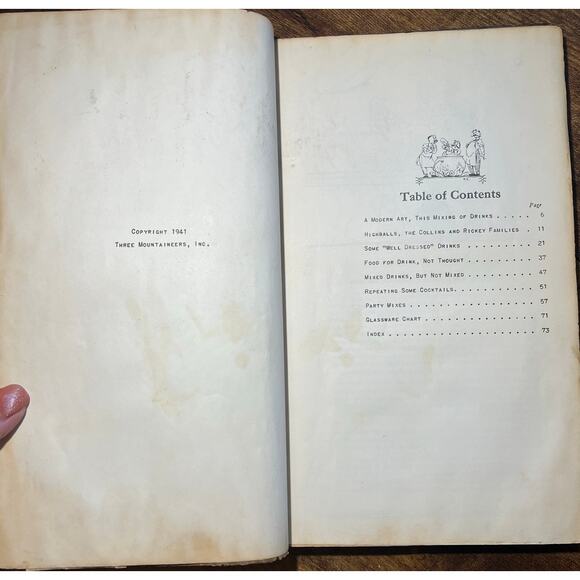 Copyright 1941
Three Mountaineers, Inc.
Table of Contents
Page
A Modern Art, This Mixing of Drinks . . . . . 6
Highballs, the Collins and Rickey Families . 11
Some "Well Dressed" Drinks . . . . . . . . . 21
Food for Drink, Not Thought . . . . . . . . 37
Mixed Drinks, But Not Mixed . . . . . . . . 47
Repeating Some Cocktails. . . . . . . . . . 51
Party Mixes . . . . . . . . . . . . . . . . 57
Glassware Chart . . . . . . . . . . . . . . 71
Index . . . . . . . . . . . . . . . . . . . 73